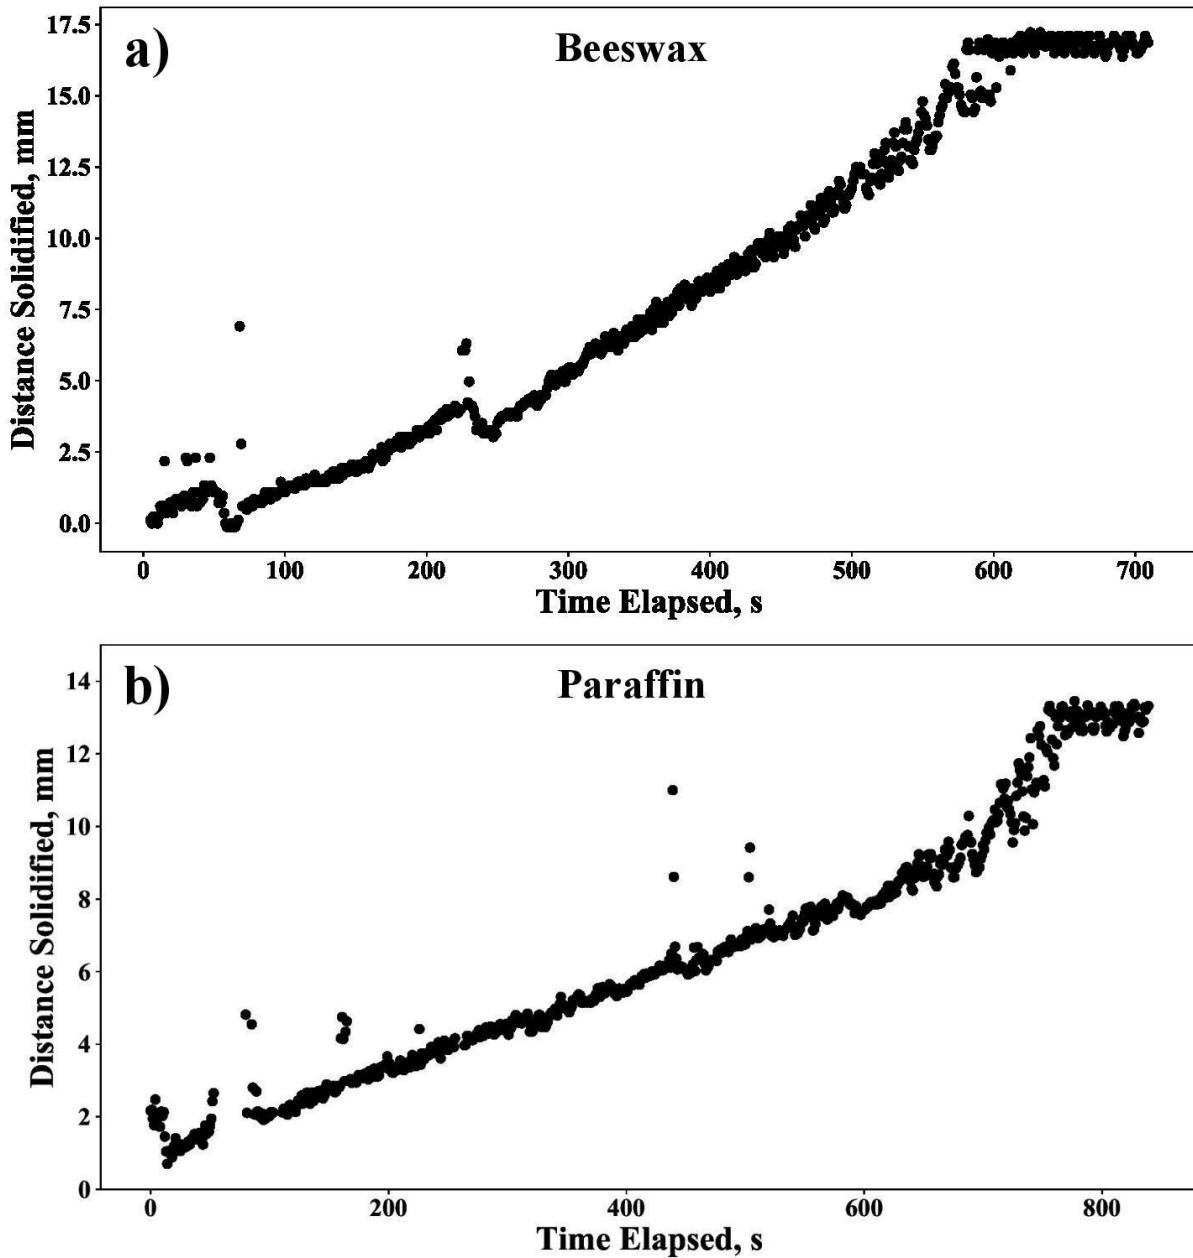 a)
Beeswax
Distance Solidified, mm
17.5
15.0
12.5
10.0
7.5
5.0
2.5
0.0
0 100 200 300 400 500 600 700
Time Elapsed, s
b)
Paraffin
Distance Solidified, mm
14
12
10
8
6
4
2
0
0 200 400 600 800
Time Elapsed, s